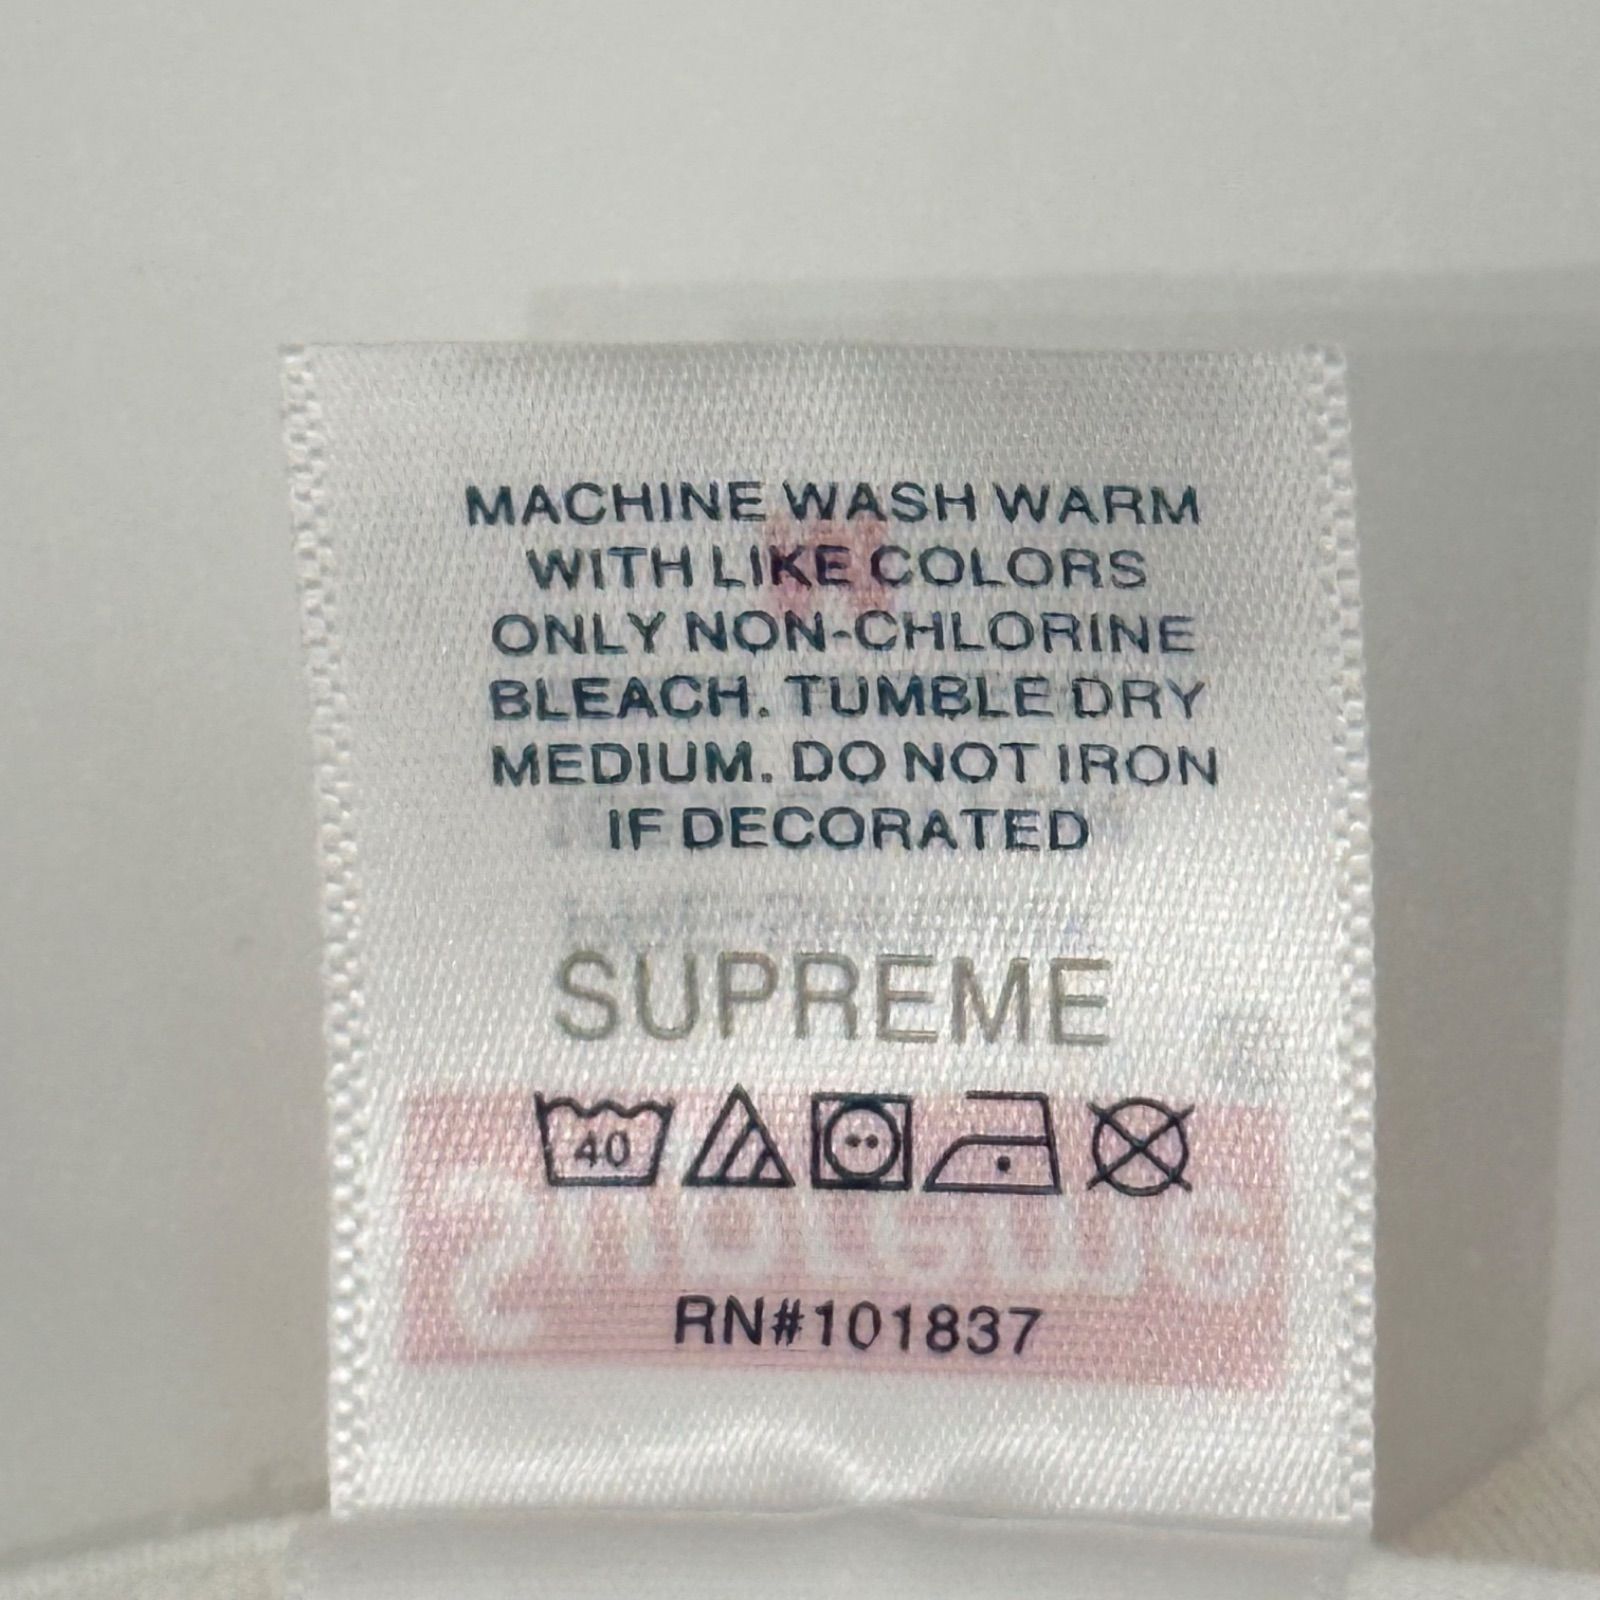 MACHINE WASH WARM
WITH LIKE COLORS
ONLY NON-CHLORINE
BLEACH. TUMBLE DRY
MEDIUM. DO NOT IRON
IF DECORATED
SUPREME
40
RN#101837